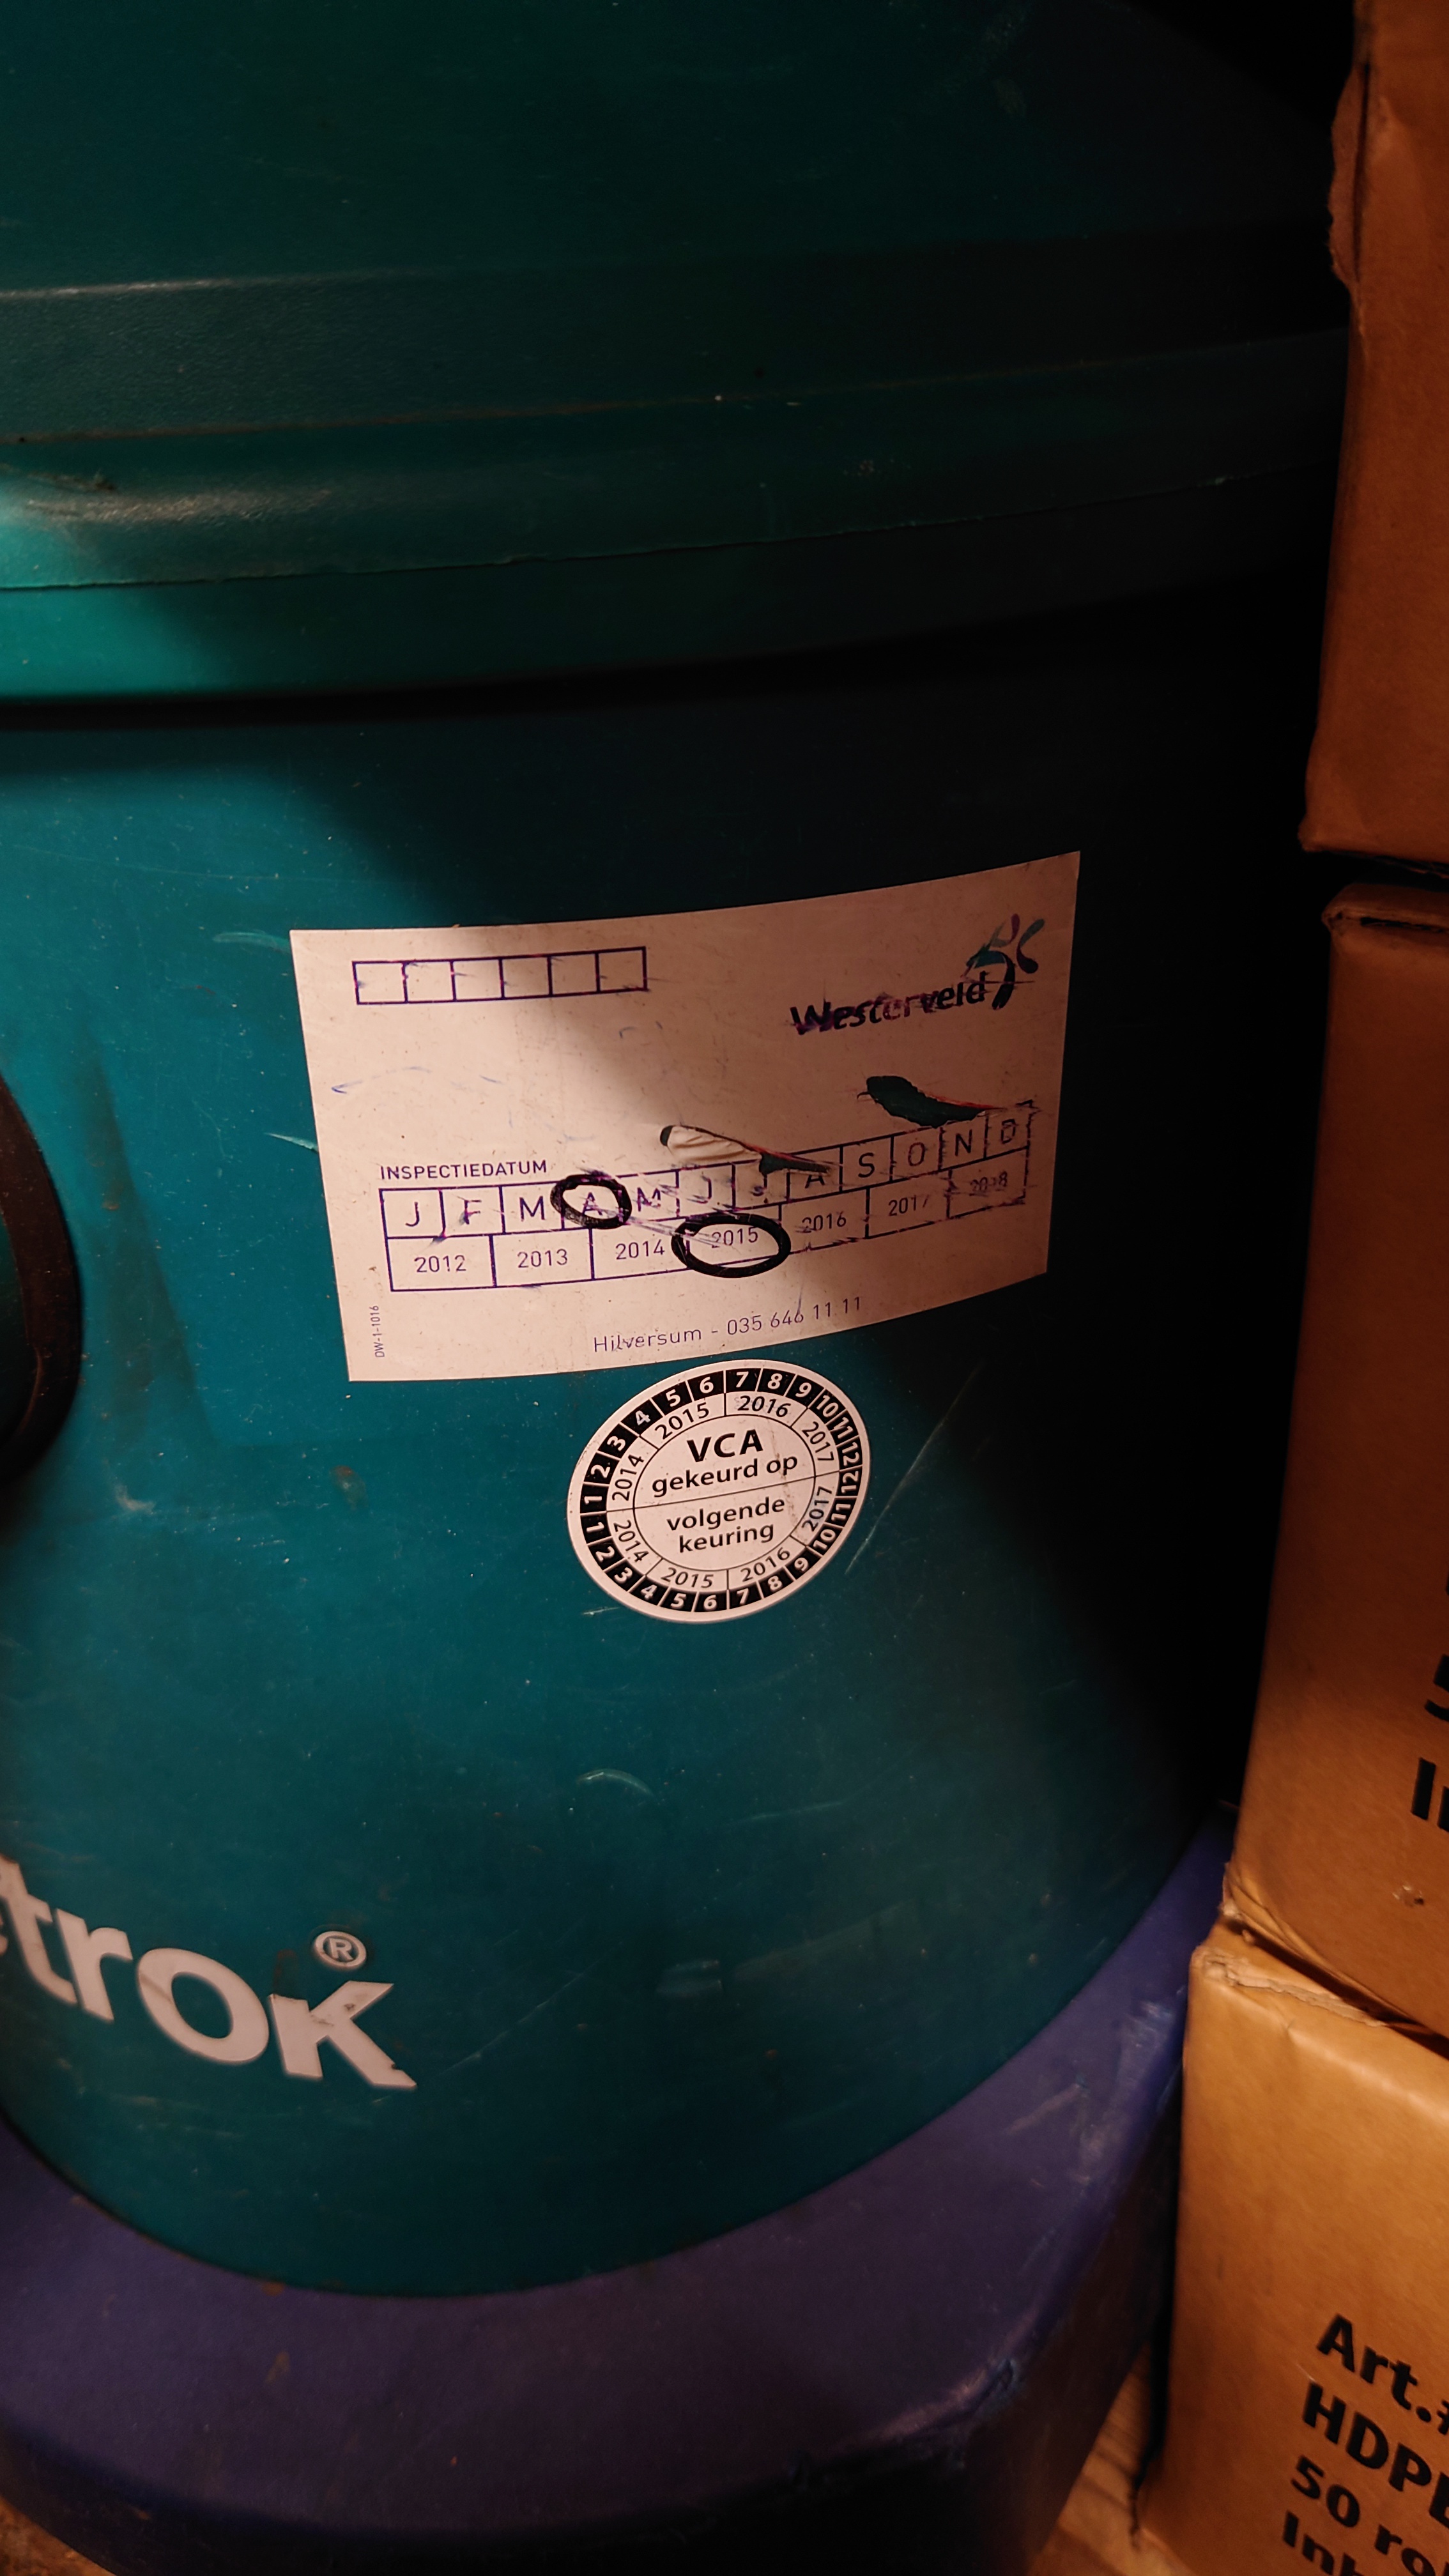 Westerveld
INSPECTIEDATUM
J F M A M J J A S O N D
2012 2013 2014 2015 2016 2017 2018
Hilversum - 035 646 11 11
DW-1-1016
1 2 3 4 5 6 7 8 9 10 11 12
2014 2015 2016 2017
VCA
gekeurd op
volgende
keuring
2014 2015 2016 2017
1 2 3 4 5 6 7 8 9 10 11 12
trok®
Art.
HDPE
50